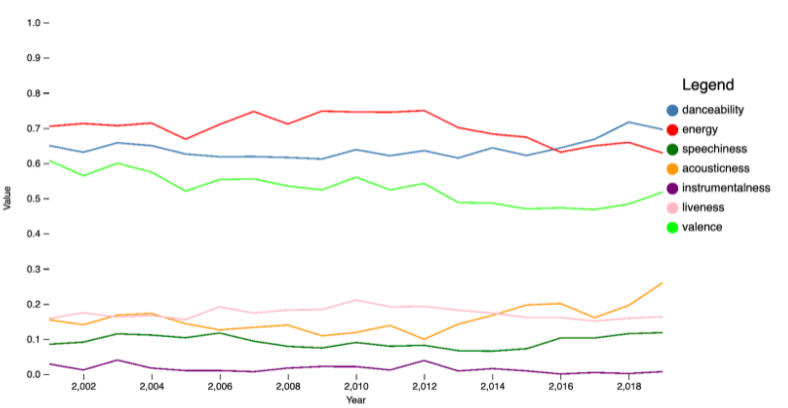 1.0
0.9
0.8
0.7
0.6
0.5
0.4
0.3
0.2
0.1
0.0
Value
2,002 2,004 2,006 2,008 2,010 2,012 2,014 2,016 2,018
Year
Legend
danceability
energy
speechiness
acousticness
instrumentalness
liveness
valence